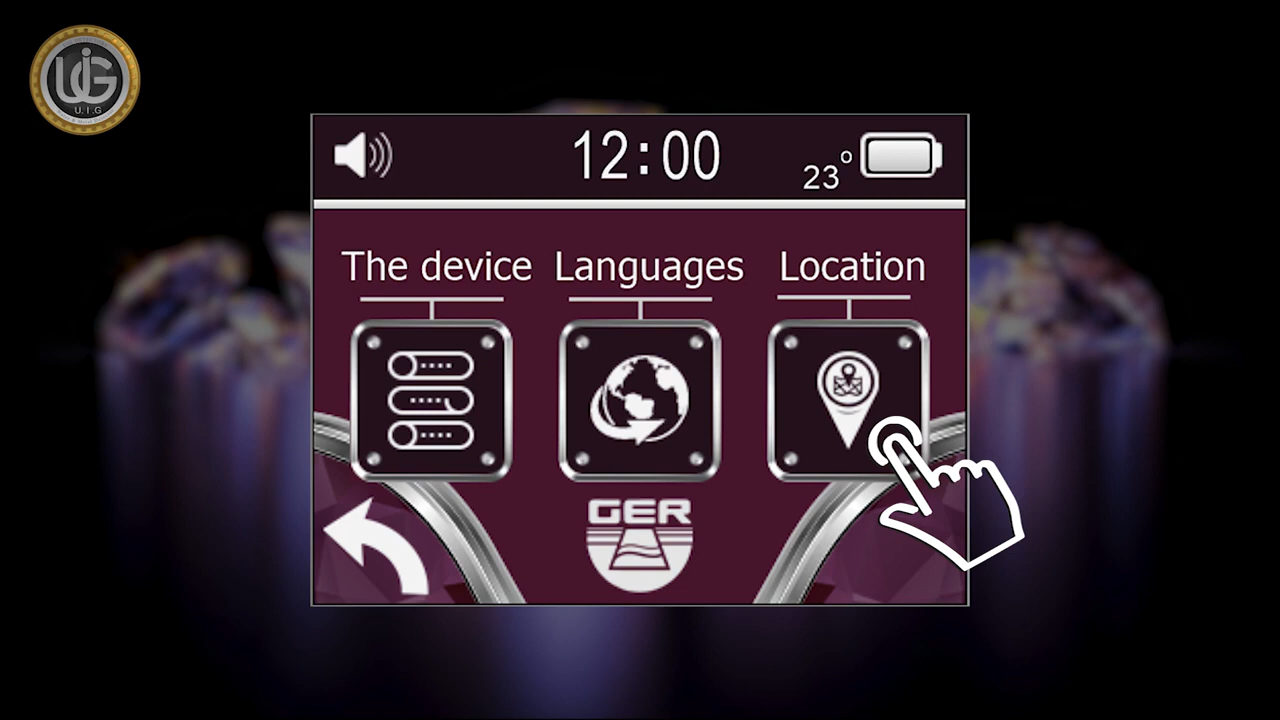 UIG
U.I.G
12:00
23°
The device
Languages
Location
GER